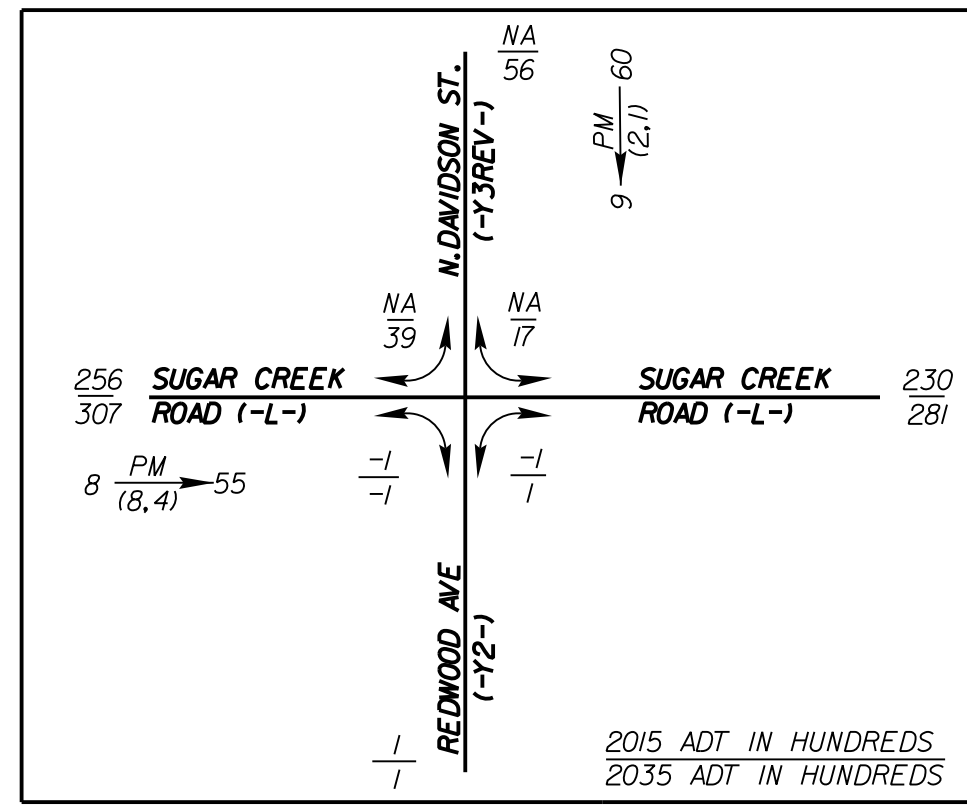 NA
56
N. DAVIDSON ST.
(-Y3REV-)
9 PM 60
(2,1)
NA
39
NA
17
256
307
SUGAR CREEK
ROAD (-L-)
SUGAR CREEK
ROAD (-L-)
230
281
8 PM 55
(8,4)
-1
-1
-1
1
REDWOOD AVE
(-Y2-)
1
1
2015 ADT IN HUNDREDS
2035 ADT IN HUNDREDS